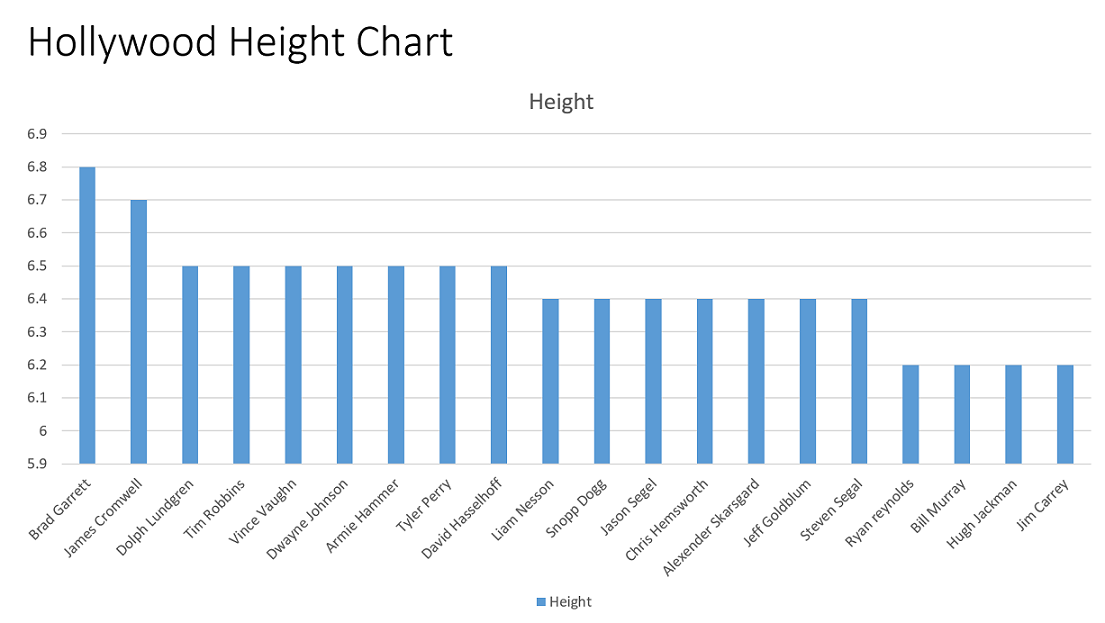 Hollywood Height Chart
Height
6.9
6.8
6.7
6.6
6.5
6.4
6.3
6.2
6.1
6
5.9
Brad Garrett
James Cromwell
Dolph Lundgren
Tim Robbins
Vince Vaughn
Dwayne Johnson
Armie Hammer
Tyler Perry
David Hasselhoff
Liam Nesson
Snopp Dogg
Jason Segel
Chris Hemsworth
Alexender Skarsgard
Jeff Goldblum
Steven Segal
Ryan reynolds
Bill Murray
Hugh Jackman
Jim Carrey
Height